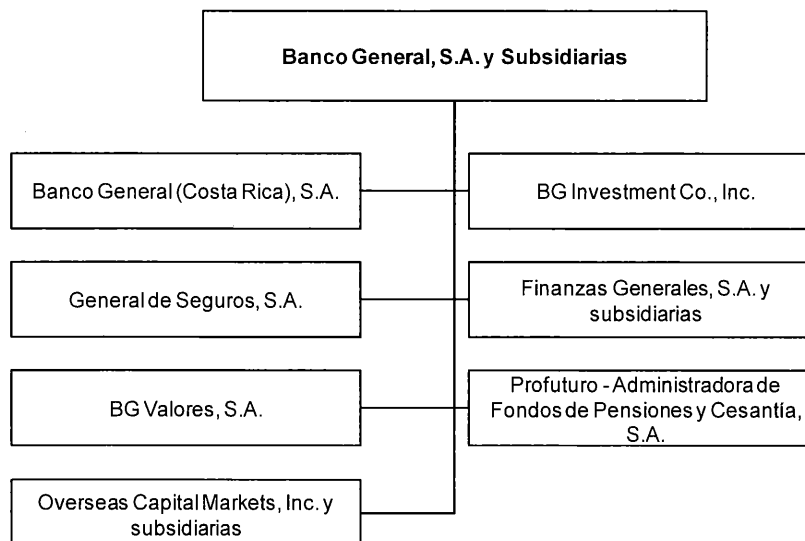 Banco General, S.A. y Subsidiarias
Banco General (Costa Rica), S.A.
BG Investment Co., Inc.
General de Seguros, S.A.
Finanzas Generales, S.A. y
subsidiarias
BG Valores, S.A.
Profuturo - Administradora de
Fondos de Pensiones y Cesantía,
S.A.
Overseas Capital Markets, Inc. y
subsidiarias